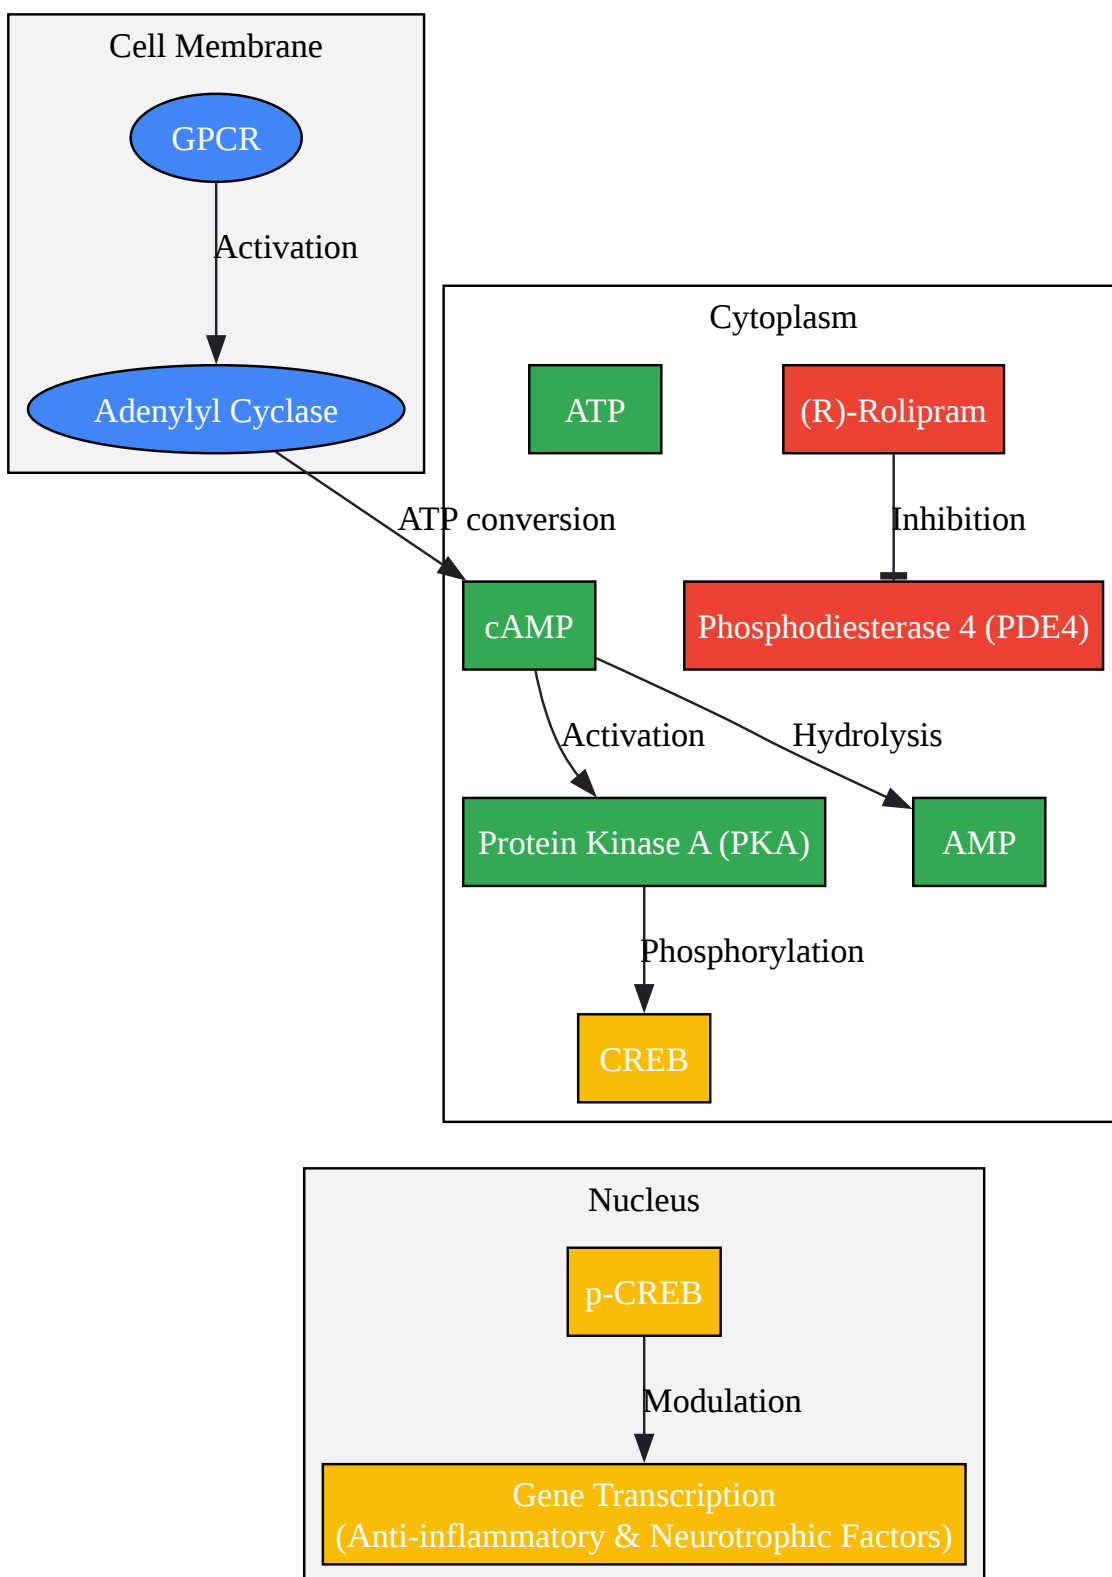 Cell Membrane
GPCR
Activation
Adenylyl Cyclase
Cytoplasm
ATP
(R)-Rolipram
ATP conversion
Inhibition
cAMP
Phosphodiesterase 4 (PDE4)
Activation
Hydrolysis
Protein Kinase A (PKA)
AMP
Phosphorylation
CREB
Nucleus
p-CREB
Modulation
Gene Transcription
(Anti-inflammatory & Neurotrophic Factors)